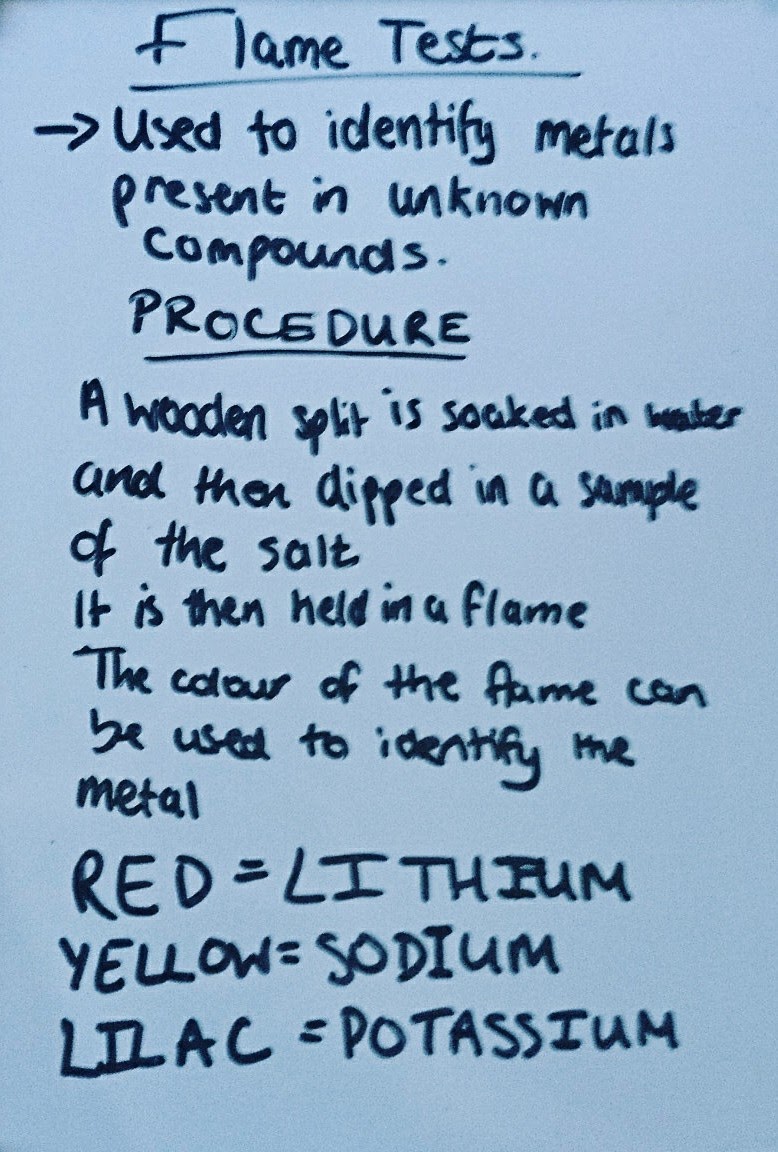 Flame Tests.
→ Used to identify metals
present in unknown
compounds.
PROCEDURE
A wooden split is soaked in water
and then dipped in a sample
of the salt
It is then held in a flame
The colour of the flame can
be used to identify the
metal
RED = LITHIUM
YELLOW = SODIUM
LILAC = POTASSIUM